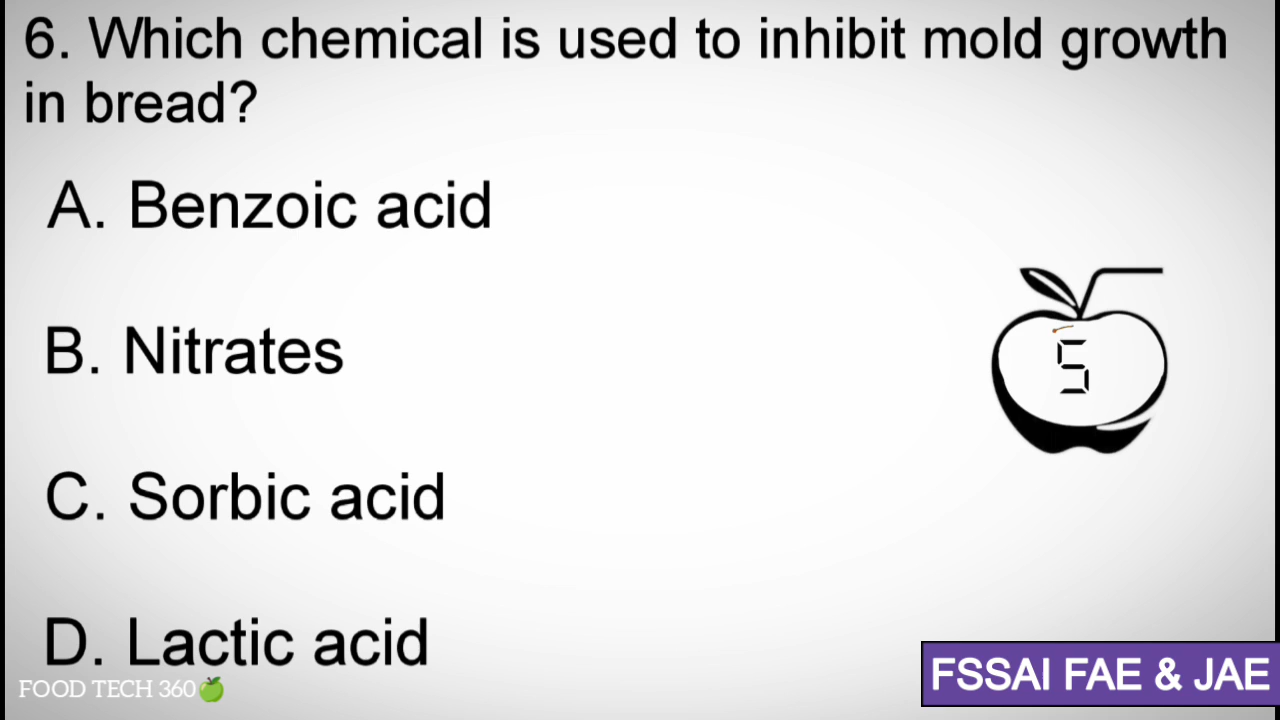 6. Which chemical is used to inhibit mold growth
in bread?
A. Benzoic acid
B. Nitrates
5
C. Sorbic acid
D. Lactic acid
FOOD TECH 360
FSSAI FAE & JAE